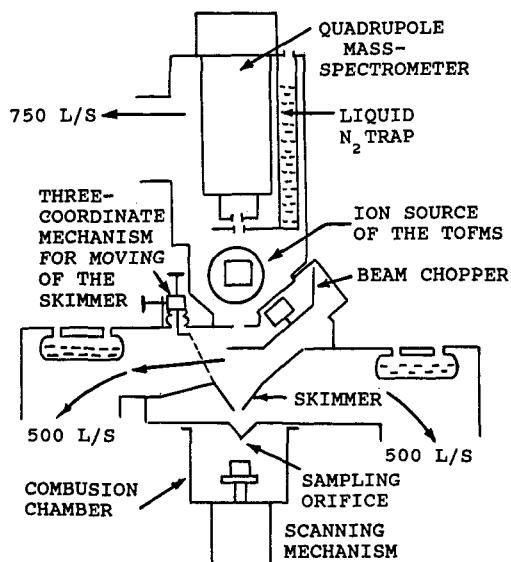 QUADRUPOLE
MASS-
SPECTROMETER
750 L/S
LIQUID
N2 TRAP
THREE-
COORDINATE
MECHANISM
FOR MOVING
OF THE
SKIMMER
ION SOURCE
OF THE TOFMS
BEAM CHOPPER
SKIMMER
500 L/S
500 L/S
SAMPLING
ORIFICE
COMBUSION
CHAMBER
SCANNING
MECHANISM